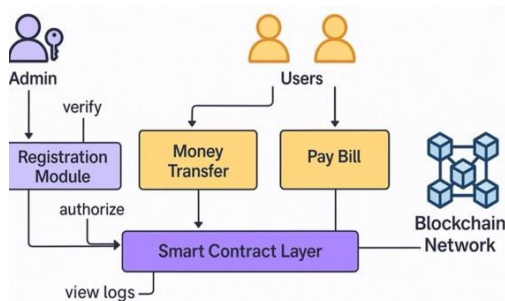 Admin
Users
verify
Registration
Module
Money
Transfer
Pay Bill
authorize
Blockchain
Network
Smart Contract Layer
view logs